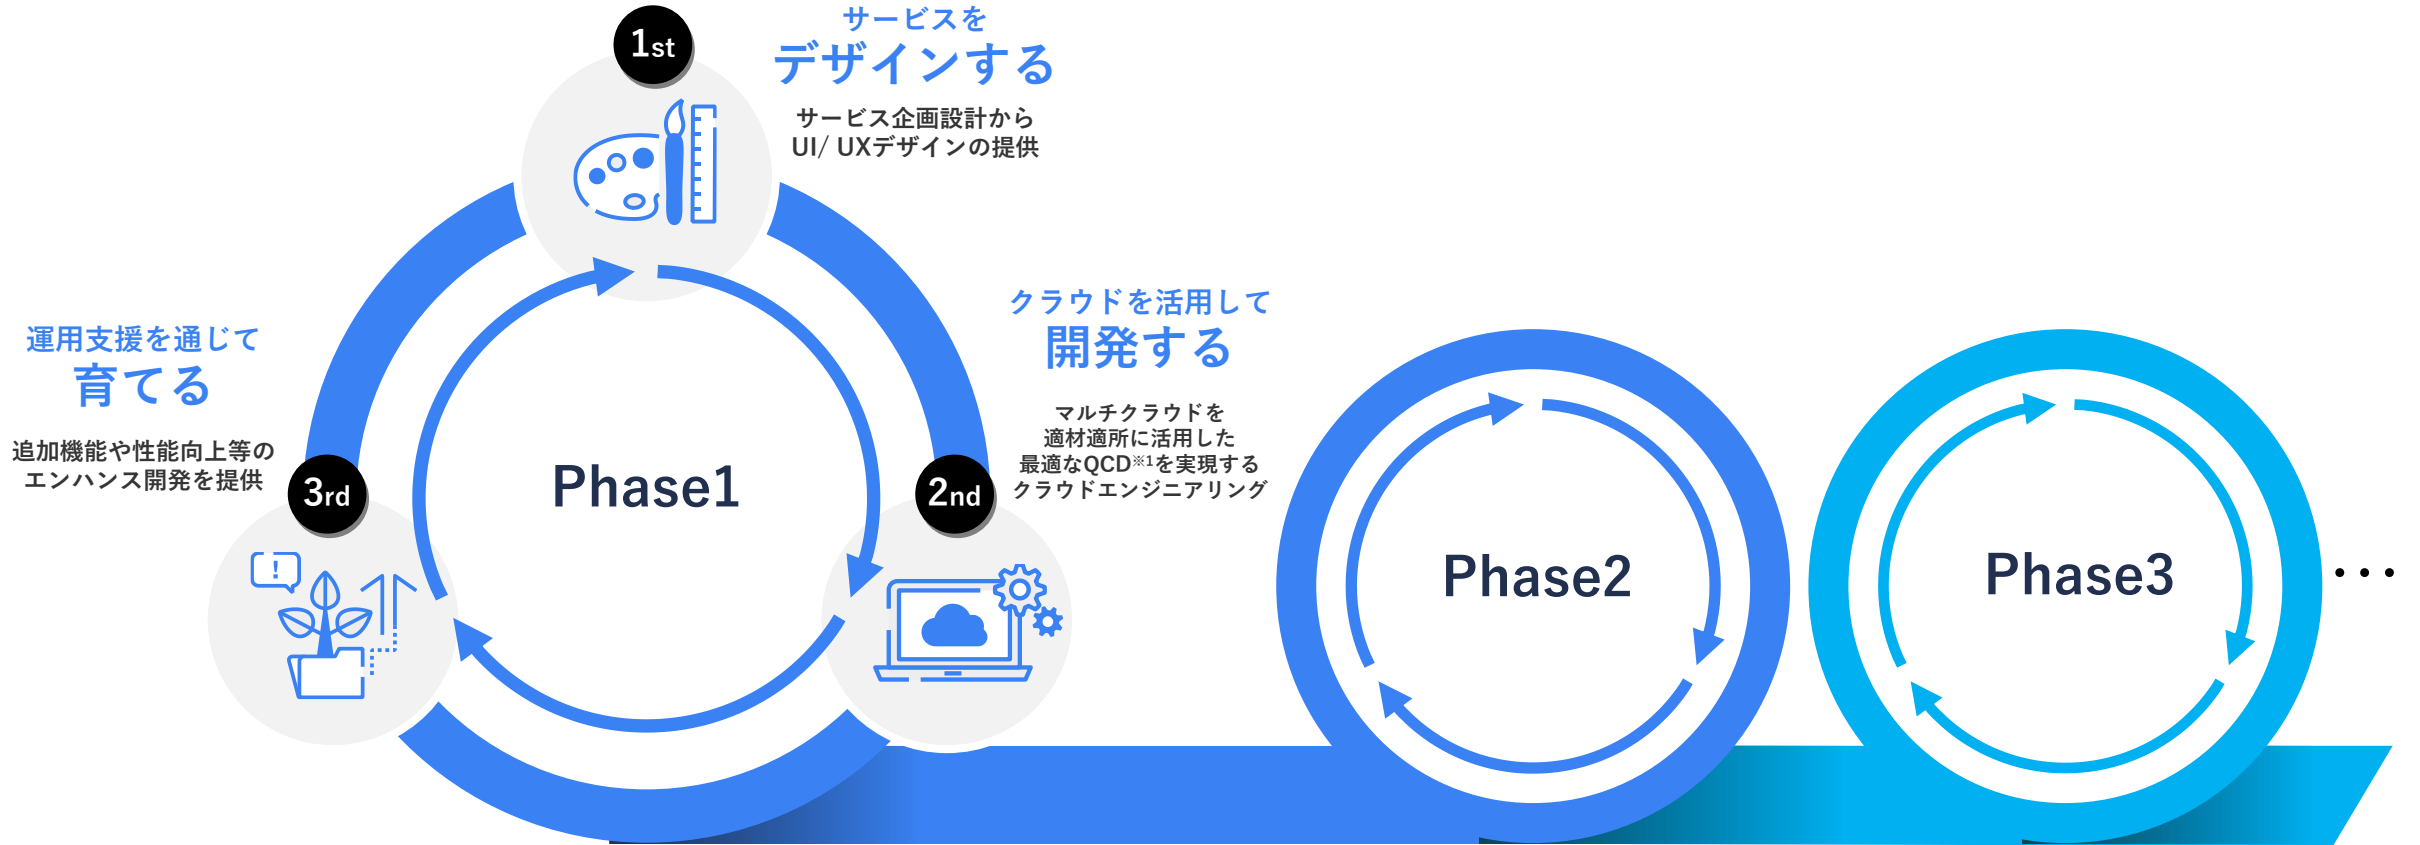 1st
サービスを
デザインする
サービス企画設計から
UI/ UXデザインの提供
クラウドを活用して
開発する
マルチクラウドを
適材適所に活用した
最適なQCD※1を実現する
クラウドエンジニアリング
2nd
運用支援を通じて
育てる
追加機能や性能向上等の
エンハンス開発を提供
3rd
!
Phase1
Phase2
Phase3
・・・